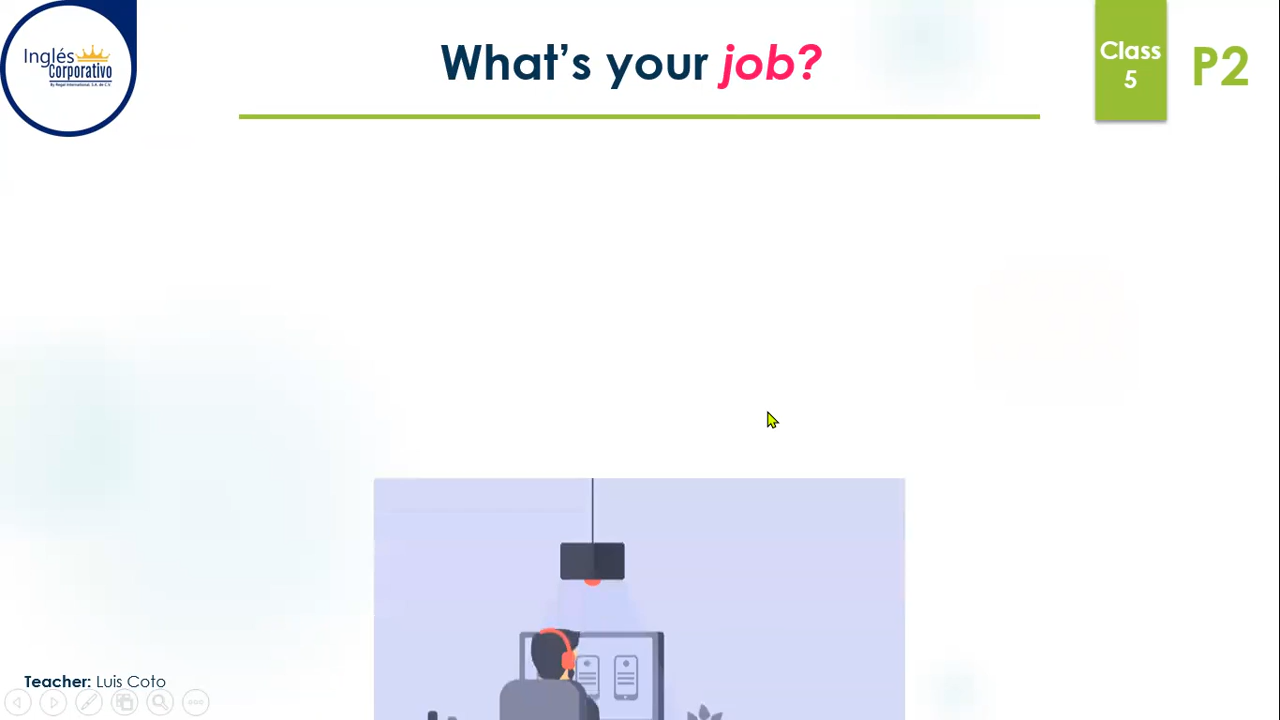 Inglés
Corporativo
By Regal International, S.A. de C.V.
What's your job?
Class
5
P2
Teacher: Luis Coto